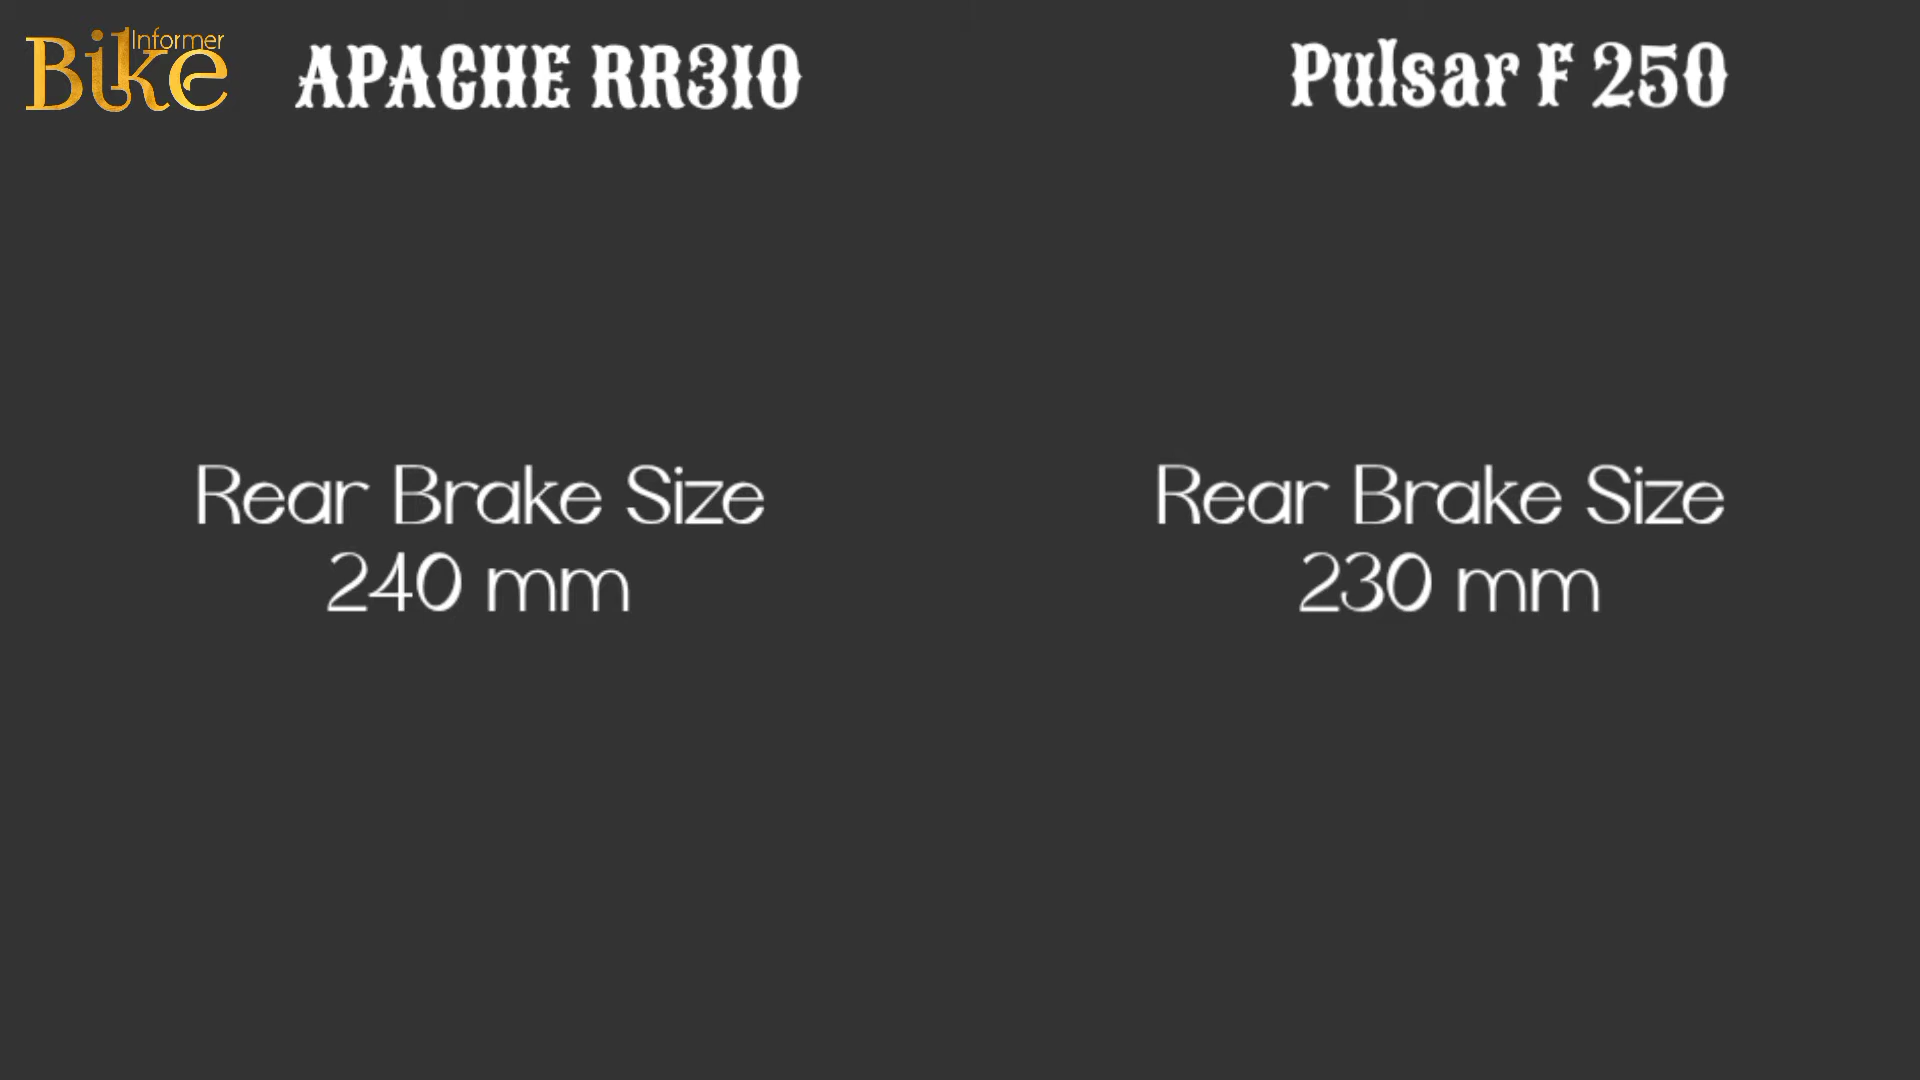 Bike Informer
APACHE RR310
Pulsar F 250
Rear Brake Size
240 mm
Rear Brake Size
230 mm